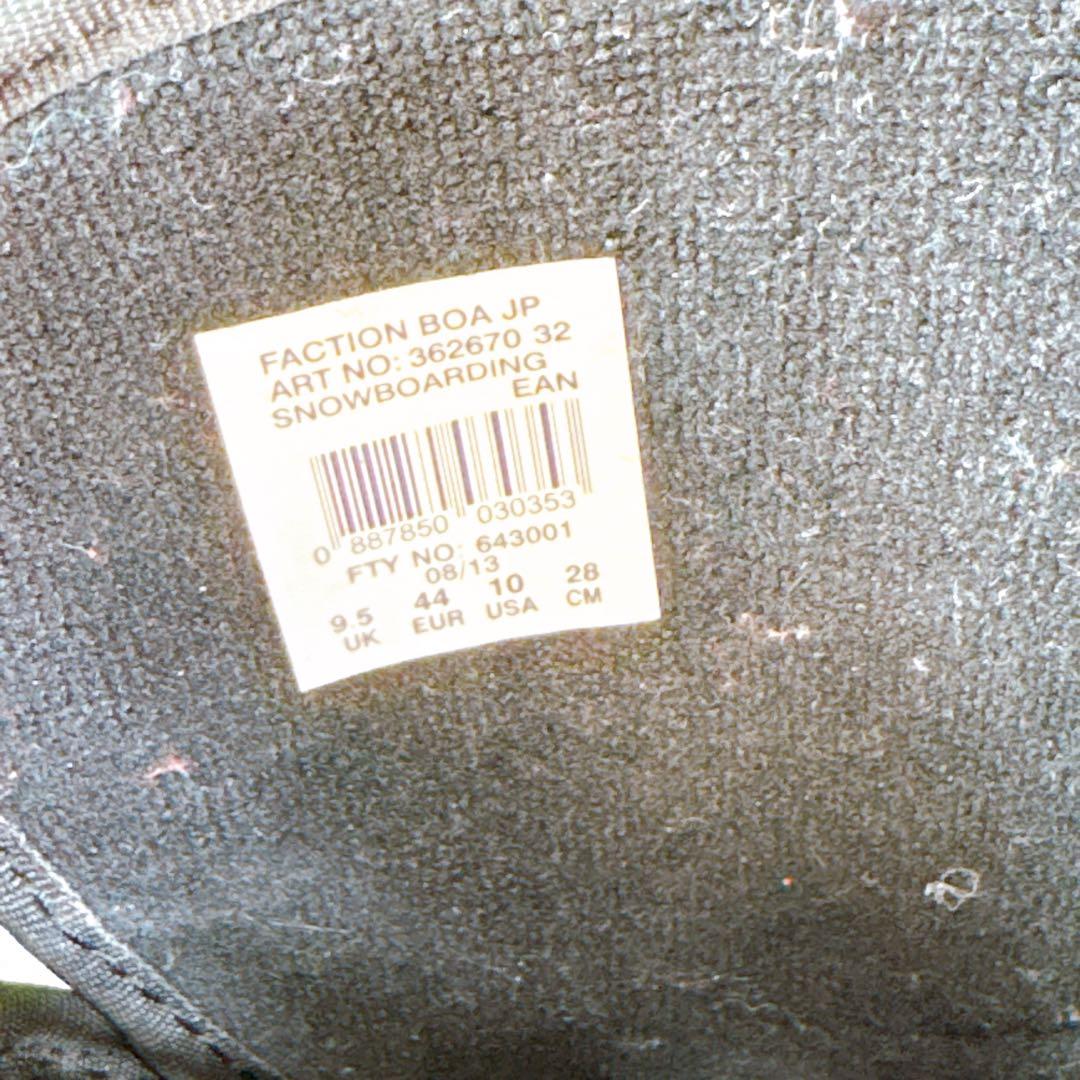 FACTION BOA JP
ART NO: 362670 32
SNOWBOARDING
EAN
0 887850 030353
FTY NO: 643001
08/13
9.5 44 10 28
UK EUR USA CM